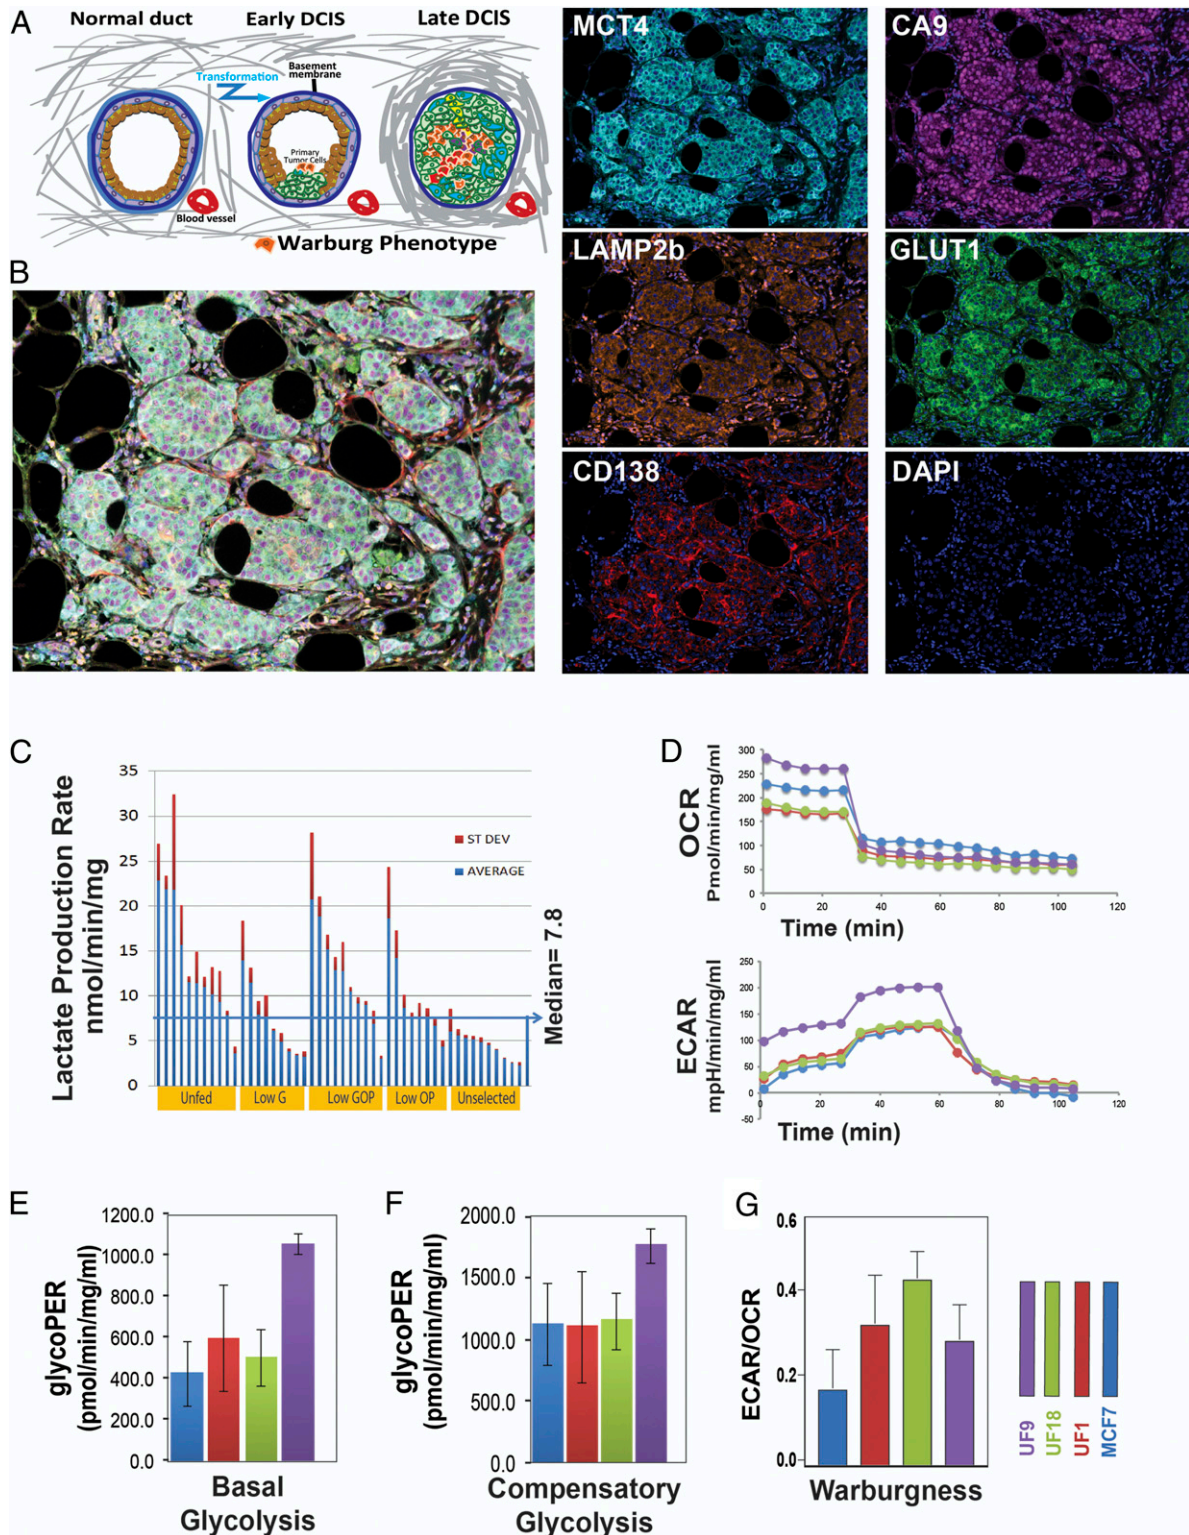 A
Normal duct
Early DCIS
Late DCIS
Basement
membrane
Transformation
Primary
Tumor Cells
Blood vessel
Warburg Phenotype
B
MCT4
CA9
LAMP2b
GLUT1
CD138
DAPI
C
Lactate Production Rate
nmol/min/mg
35
30
25
20
15
10
5
0
ST DEV
AVERAGE
Median= 7.8
Unfed
Low G
Low GOP
Low OP
Unselected
D
OCR
Pmol/min/mg/ml
300
250
200
150
100
50
0
0 20 40 60 80 100 120
Time (min)
ECAR
mpH/min/mg/ml
250
200
150
100
50
0
-50
0 20 40 60 80 100 120
Time (min)
E
glycoPER
(pmol/min/mg/ml)
1200.0
1000.0
800.0
600.0
400.0
200.0
0.0
Basal
Glycolysis
F
glycoPER
(pmol/min/mg/ml)
2000.0
1500.0
1000.0
500.0
0.0
Compensatory
Glycolysis
G
ECAR/OCR
0.6
0.4
0.2
0.0
Warburgness
UF9
UF18
UF1
MCF7